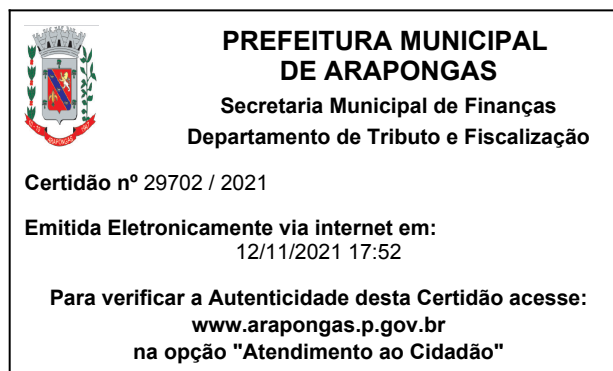 PREFEITURA MUNICIPAL
DE ARAPONGAS
Secretaria Municipal de Finanças
Departamento de Tributo e Fiscalização
Certidão nº 29702 / 2021
Emitida Eletronicamente via internet em:
12/11/2021 17:52
Para verificar a Autenticidade desta Certidão acesse:
www.arapongas.p.gov.br
na opção "Atendimento ao Cidadão"
ARAPONGAS